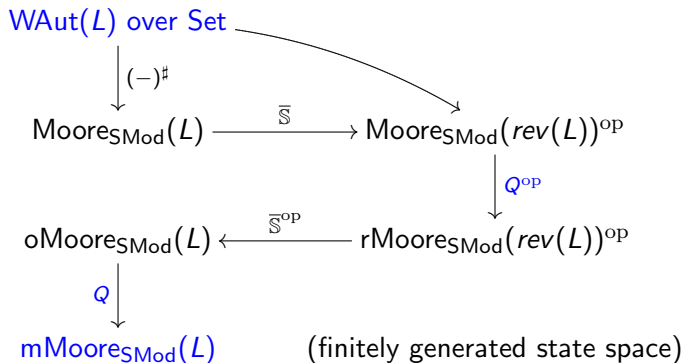 WAut(L) over Set
(−)♯
Moore_SMod(L) 𝕊̄ Moore_SMod(rev(L))^op
Q^op
oMoore_SMod(L) 𝕊̄^op rMoore_SMod(rev(L))^op
Q
mMoore_SMod(L) (finitely generated state space)